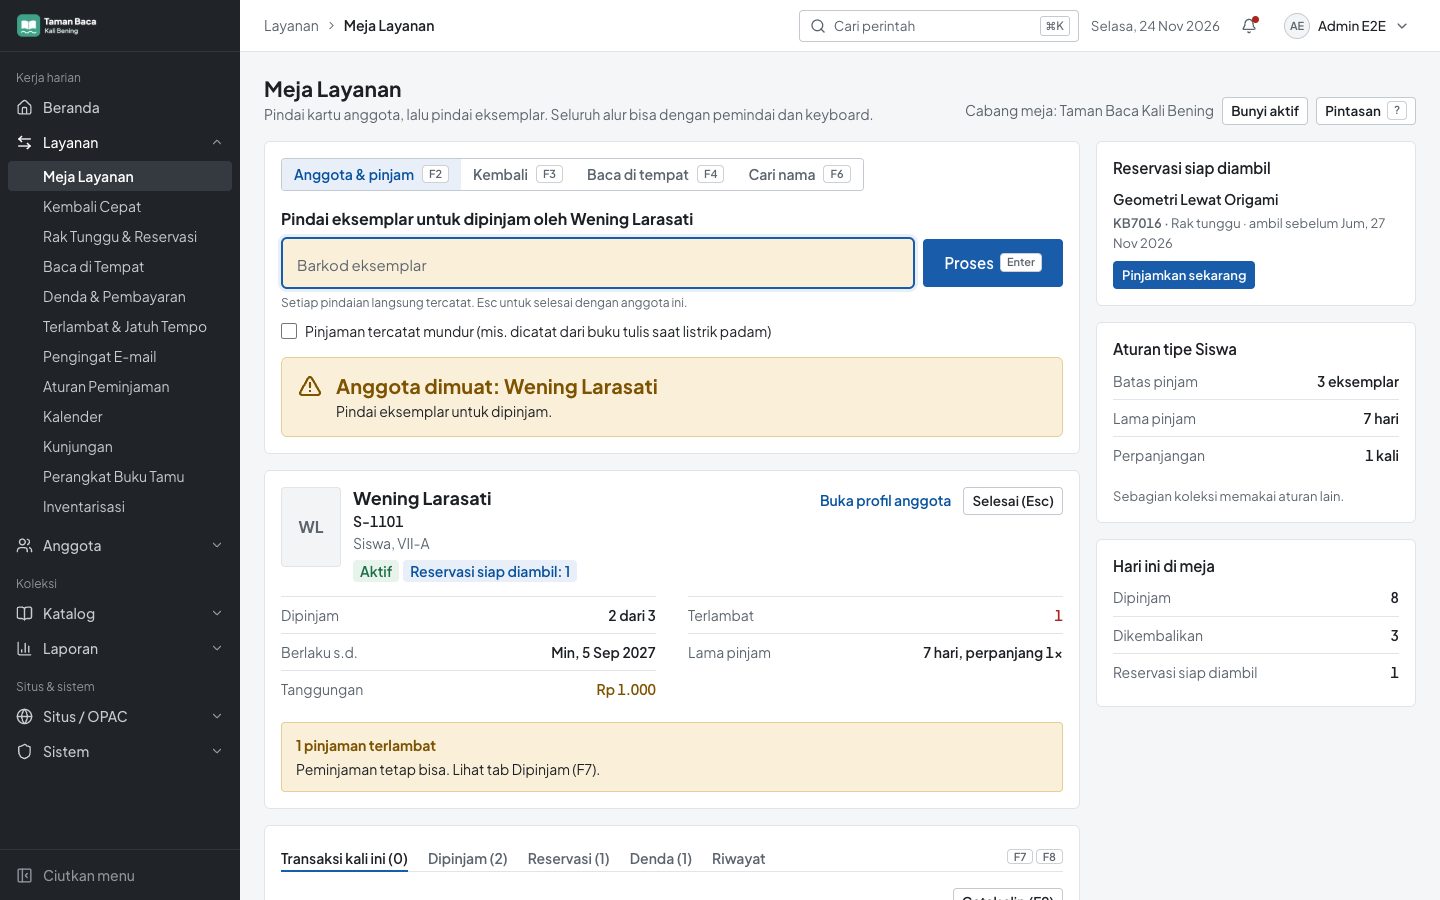 Taman Baca
Kali Bening
Kerja harian
Beranda
Layanan
Meja Layanan
Kembali Cepat
Rak Tunggu & Reservasi
Baca di Tempat
Denda & Pembayaran
Terlambat & Jatuh Tempo
Pengingat E-mail
Aturan Peminjaman
Kalender
Kunjungan
Perangkat Buku Tamu
Inventarisasi
Anggota
Koleksi
Katalog
Laporan
Situs & sistem
Situs / OPAC
Sistem
Ciutkan menu
Layanan > Meja Layanan
Cari perintah ⌘K
Selasa, 24 Nov 2026
AE Admin E2E
Meja Layanan
Pindai kartu anggota, lalu pindai eksemplar. Seluruh alur bisa dengan pemindai dan keyboard.
Cabang meja: Taman Baca Kali Bening
Bunyi aktif
Pintasan ?
Anggota & pinjam F2
Kembali F3
Baca di tempat F4
Cari nama F6
Pindai eksemplar untuk dipinjam oleh Wening Larasati
Barkod eksemplar
Proses Enter
Setiap pindaian langsung tercatat. Esc untuk selesai dengan anggota ini.
Pinjaman tercatat mundur (mis. dicatat dari buku tulis saat listrik padam)
Anggota dimuat: Wening Larasati
Pindai eksemplar untuk dipinjam.
WL
Wening Larasati
S-1101
Siswa, VII-A
Aktif
Reservasi siap diambil: 1
Buka profil anggota
Selesai (Esc)
Dipinjam 2 dari 3
Terlambat 1
Berlaku s.d. Min, 5 Sep 2027
Lama pinjam 7 hari, perpanjang 1×
Tanggungan Rp 1.000
1 pinjaman terlambat
Peminjaman tetap bisa. Lihat tab Dipinjam (F7).
Transaksi kali ini (0)
Dipinjam (2)
Reservasi (1)
Denda (1)
Riwayat
F7 F8
Reservasi siap diambil
Geometri Lewat Origami
KB7016 · Rak tunggu · ambil sebelum Jum, 27
Nov 2026
Pinjamkan sekarang
Aturan tipe Siswa
Batas pinjam 3 eksemplar
Lama pinjam 7 hari
Perpanjangan 1 kali
Sebagian koleksi memakai aturan lain.
Hari ini di meja
Dipinjam 8
Dikembalikan 3
Reservasi siap diambil 1